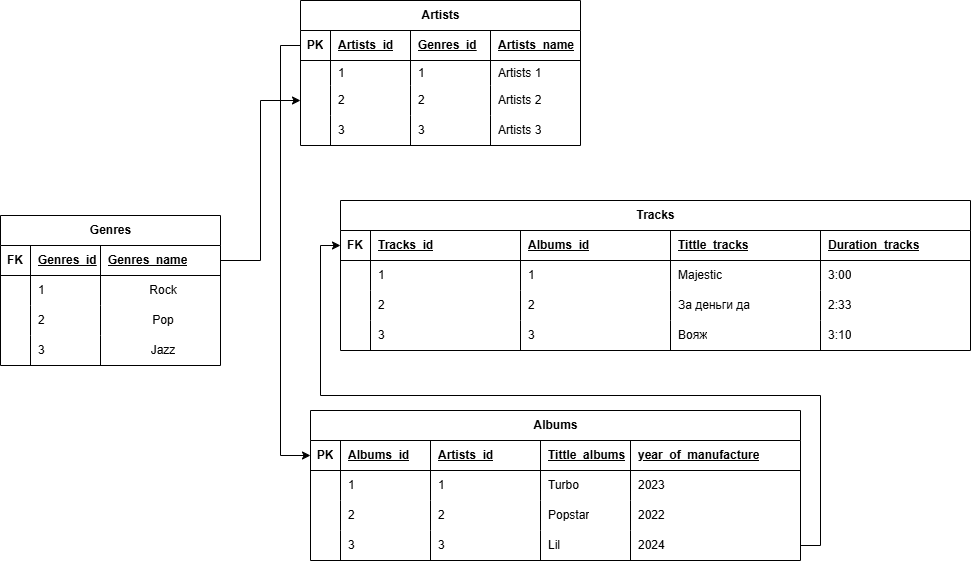 Artists
PK Artists_id Genres_id Artists_name
1 1 Artists 1
2 2 Artists 2
3 3 Artists 3
Genres
FK Genres_id Genres_name
1 Rock
2 Pop
3 Jazz
Tracks
FK Tracks_id Albums_id Tittle_tracks Duration_tracks
1 1 Majestic 3:00
2 2 За деньги да 2:33
3 3 Вояж 3:10
Albums
PK Albums_id Artists_id Tittle_albums year_of_manufacture
1 1 Turbo 2023
2 2 Popstar 2022
3 3 Lil 2024